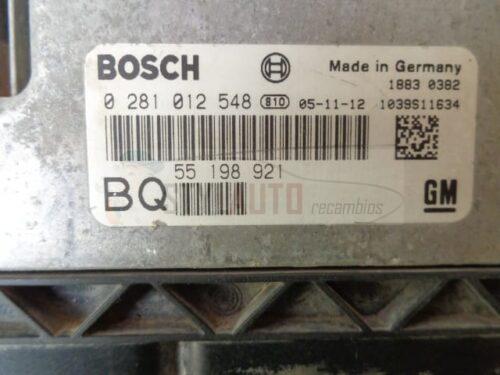 BOSCH
Made in Germany
1883 0382
0 281 012 548 810 05-11-12 1039S11634
55 198 921
BQ
AUTO
recambios
GM